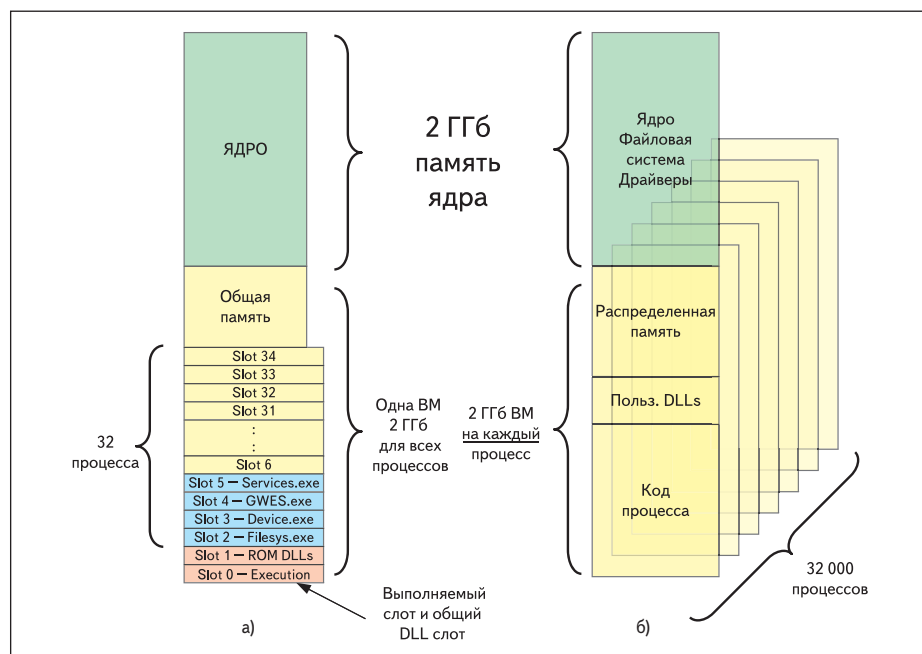 ЯДРО
Общая
память
Slot 34
Slot 33
Slot 32
Slot 31
:
:
Slot 6
Slot 5 — Services.exe
Slot 4 — GWES.exe
Slot 3 — Device.exe
Slot 2 — Filesys.exe
Slot 1 — ROM DLLs
Slot 0 — Execution
32
процесса
Выполняемый
слот и общий
DLL слот
а)
2 ГГб
память
ядра
Одна ВМ
2 ГГб
для всех
процессов
2 ГГб ВМ
на каждый
процесс
Ядро
Файловая
система
Драйверы
Распределенная
память
Польз. DLLs
Код
процесса
32 000
процессов
б)